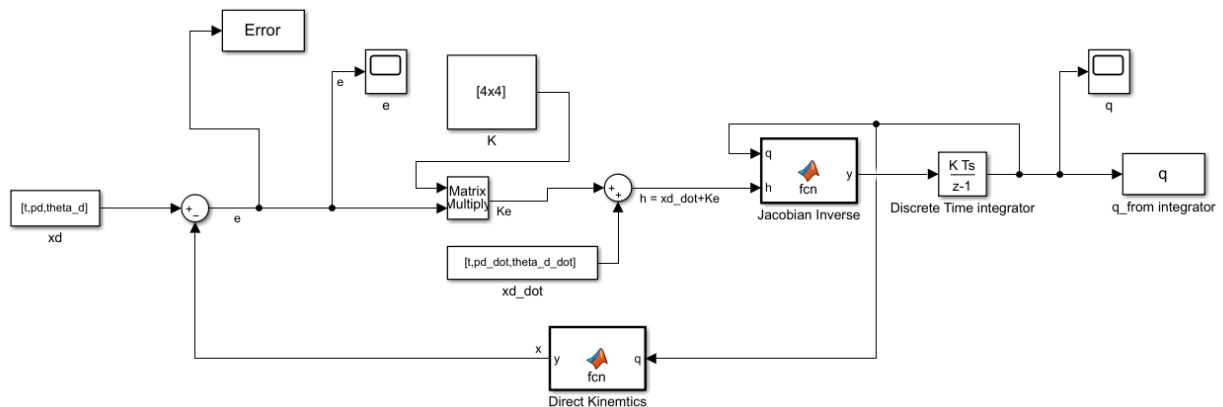 Error
e
e
[4x4]
K
q
[t,pd,theta_d]
xd
+
−
e
Matrix
Multiply
Ke
+
+
h = xd_dot+Ke
q
h
fcn
y
Jacobian Inverse
K Ts
z-1
Discrete Time integrator
q
q_from integrator
[t,pd_dot,theta_d_dot]
xd_dot
x
y
q
fcn
Direct Kinemtics